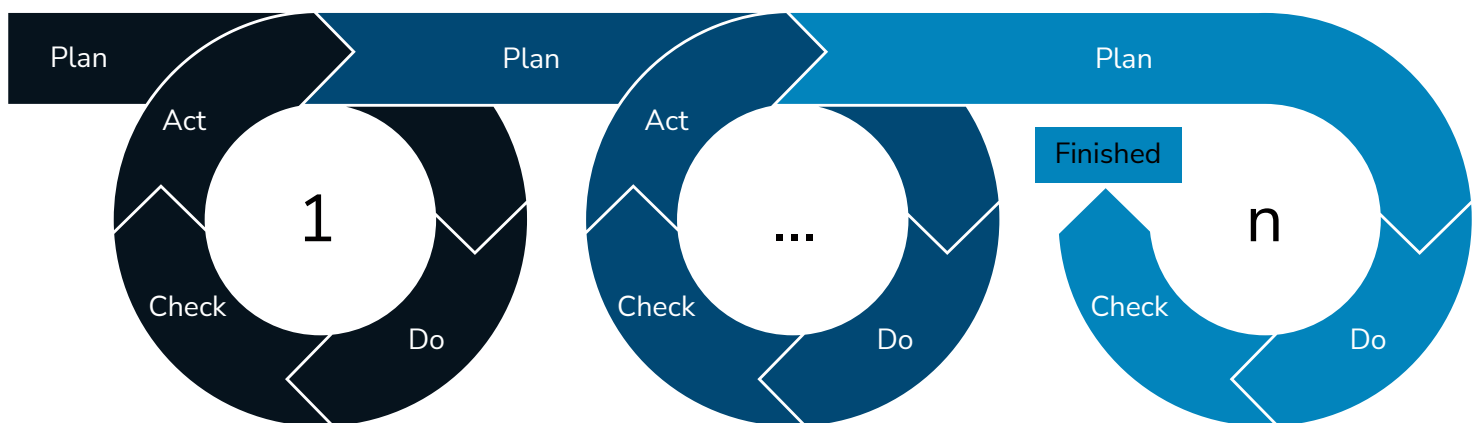 Plan
Plan
Plan
Act
Act
Finished
1
...
n
Check
Check
Check
Do
Do
Do